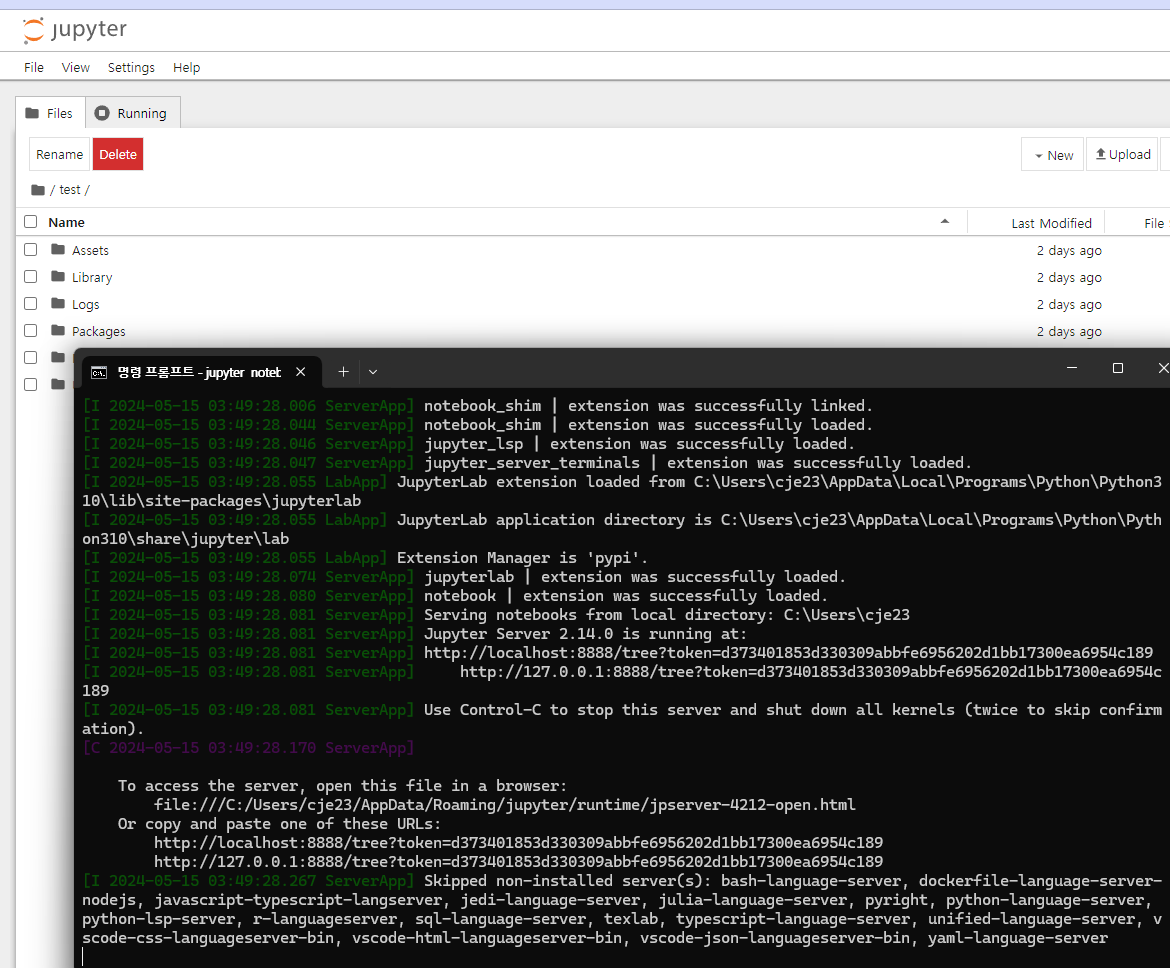 jupyter
File View Settings Help
Files Running
Rename Delete New Upload
/ test /
Name Last Modified File
Assets 2 days ago
Library 2 days ago
Logs 2 days ago
Packages 2 days ago
명령 프롬프트 - jupyter notel
[I 2024-05-15 03:49:28.006 ServerApp] notebook_shim | extension was successfully linked.
[I 2024-05-15 03:49:28.044 ServerApp] notebook_shim | extension was successfully loaded.
[I 2024-05-15 03:49:28.046 ServerApp] jupyter_lsp | extension was successfully loaded.
[I 2024-05-15 03:49:28.047 ServerApp] jupyter_server_terminals | extension was successfully loaded.
[I 2024-05-15 03:49:28.055 LabApp] JupyterLab extension loaded from C:\Users\cje23\AppData\Local\Programs\Python\Python3
10\lib\site-packages\jupyterlab
[I 2024-05-15 03:49:28.055 LabApp] JupyterLab application directory is C:\Users\cje23\AppData\Local\Programs\Python\Pyth
on310\share\jupyter\lab
[I 2024-05-15 03:49:28.055 LabApp] Extension Manager is 'pypi'.
[I 2024-05-15 03:49:28.074 ServerApp] jupyterlab | extension was successfully loaded.
[I 2024-05-15 03:49:28.080 ServerApp] notebook | extension was successfully loaded.
[I 2024-05-15 03:49:28.081 ServerApp] Serving notebooks from local directory: C:\Users\cje23
[I 2024-05-15 03:49:28.081 ServerApp] Jupyter Server 2.14.0 is running at:
[I 2024-05-15 03:49:28.081 ServerApp] http://localhost:8888/tree?token=d373401853d330309abbfe6956202d1bb17300ea6954c189
[I 2024-05-15 03:49:28.081 ServerApp] http://127.0.0.1:8888/tree?token=d373401853d330309abbfe6956202d1bb17300ea6954c
189
[I 2024-05-15 03:49:28.081 ServerApp] Use Control-C to stop this server and shut down all kernels (twice to skip confirm
ation).
[C 2024-05-15 03:49:28.170 ServerApp]
To access the server, open this file in a browser:
file:///C:/Users/cje23/AppData/Roaming/jupyter/runtime/jpserver-4212-open.html
Or copy and paste one of these URLs:
http://localhost:8888/tree?token=d373401853d330309abbfe6956202d1bb17300ea6954c189
http://127.0.0.1:8888/tree?token=d373401853d330309abbfe6956202d1bb17300ea6954c189
[I 2024-05-15 03:49:28.267 ServerApp] Skipped non-installed server(s): bash-language-server, dockerfile-language-server-
nodejs, javascript-typescript-langserver, jedi-language-server, julia-language-server, pyright, python-language-server,
python-lsp-server, r-languageserver, sql-language-server, texlab, typescript-language-server, unified-language-server, v
scode-css-languageserver-bin, vscode-html-languageserver-bin, vscode-json-languageserver-bin, yaml-language-server